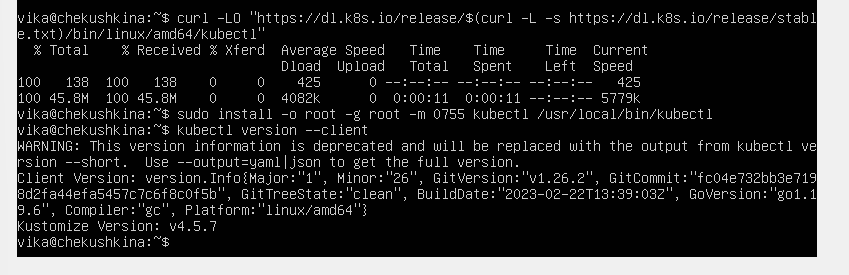 vika@chekushkina:~$ curl -LO "https://dl.k8s.io/release/$(curl -L -s https://dl.k8s.io/release/stabl
e.txt)/bin/linux/amd64/kubectl"
  % Total    % Received % Xferd  Average Speed   Time    Time     Time  Current
                                 Dload  Upload   Total   Spent    Left  Speed
100   138  100   138    0     0    425      0 --:--:-- --:--:-- --:--:--   425
100 45.8M  100 45.8M    0     0  4082k      0  0:00:11  0:00:11 --:--:-- 5779k
vika@chekushkina:~$ sudo install -o root -g root -m 0755 kubectl /usr/local/bin/kubectl
vika@chekushkina:~$ kubectl version --client
WARNING: This version information is deprecated and will be replaced with the output from kubectl ve
rsion --short.  Use --output=yaml|json to get the full version.
Client Version: version.Info{Major:"1", Minor:"26", GitVersion:"v1.26.2", GitCommit:"fc04e732bb3e719
8d2fa44efa5457c7c6f8c0f5b", GitTreeState:"clean", BuildDate:"2023-02-22T13:39:03Z", GoVersion:"go1.1
9.6", Compiler:"gc", Platform:"linux/amd64"}
Kustomize Version: v4.5.7
vika@chekushkina:~$